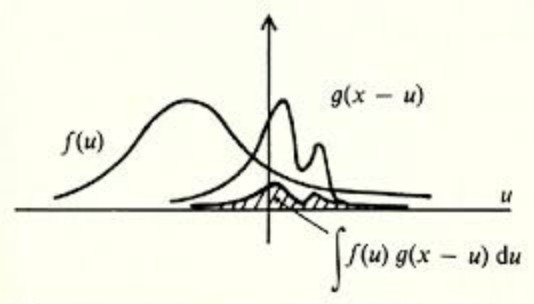 g(x − u)
f(u)
u
∫ f(u) g(x − u) du